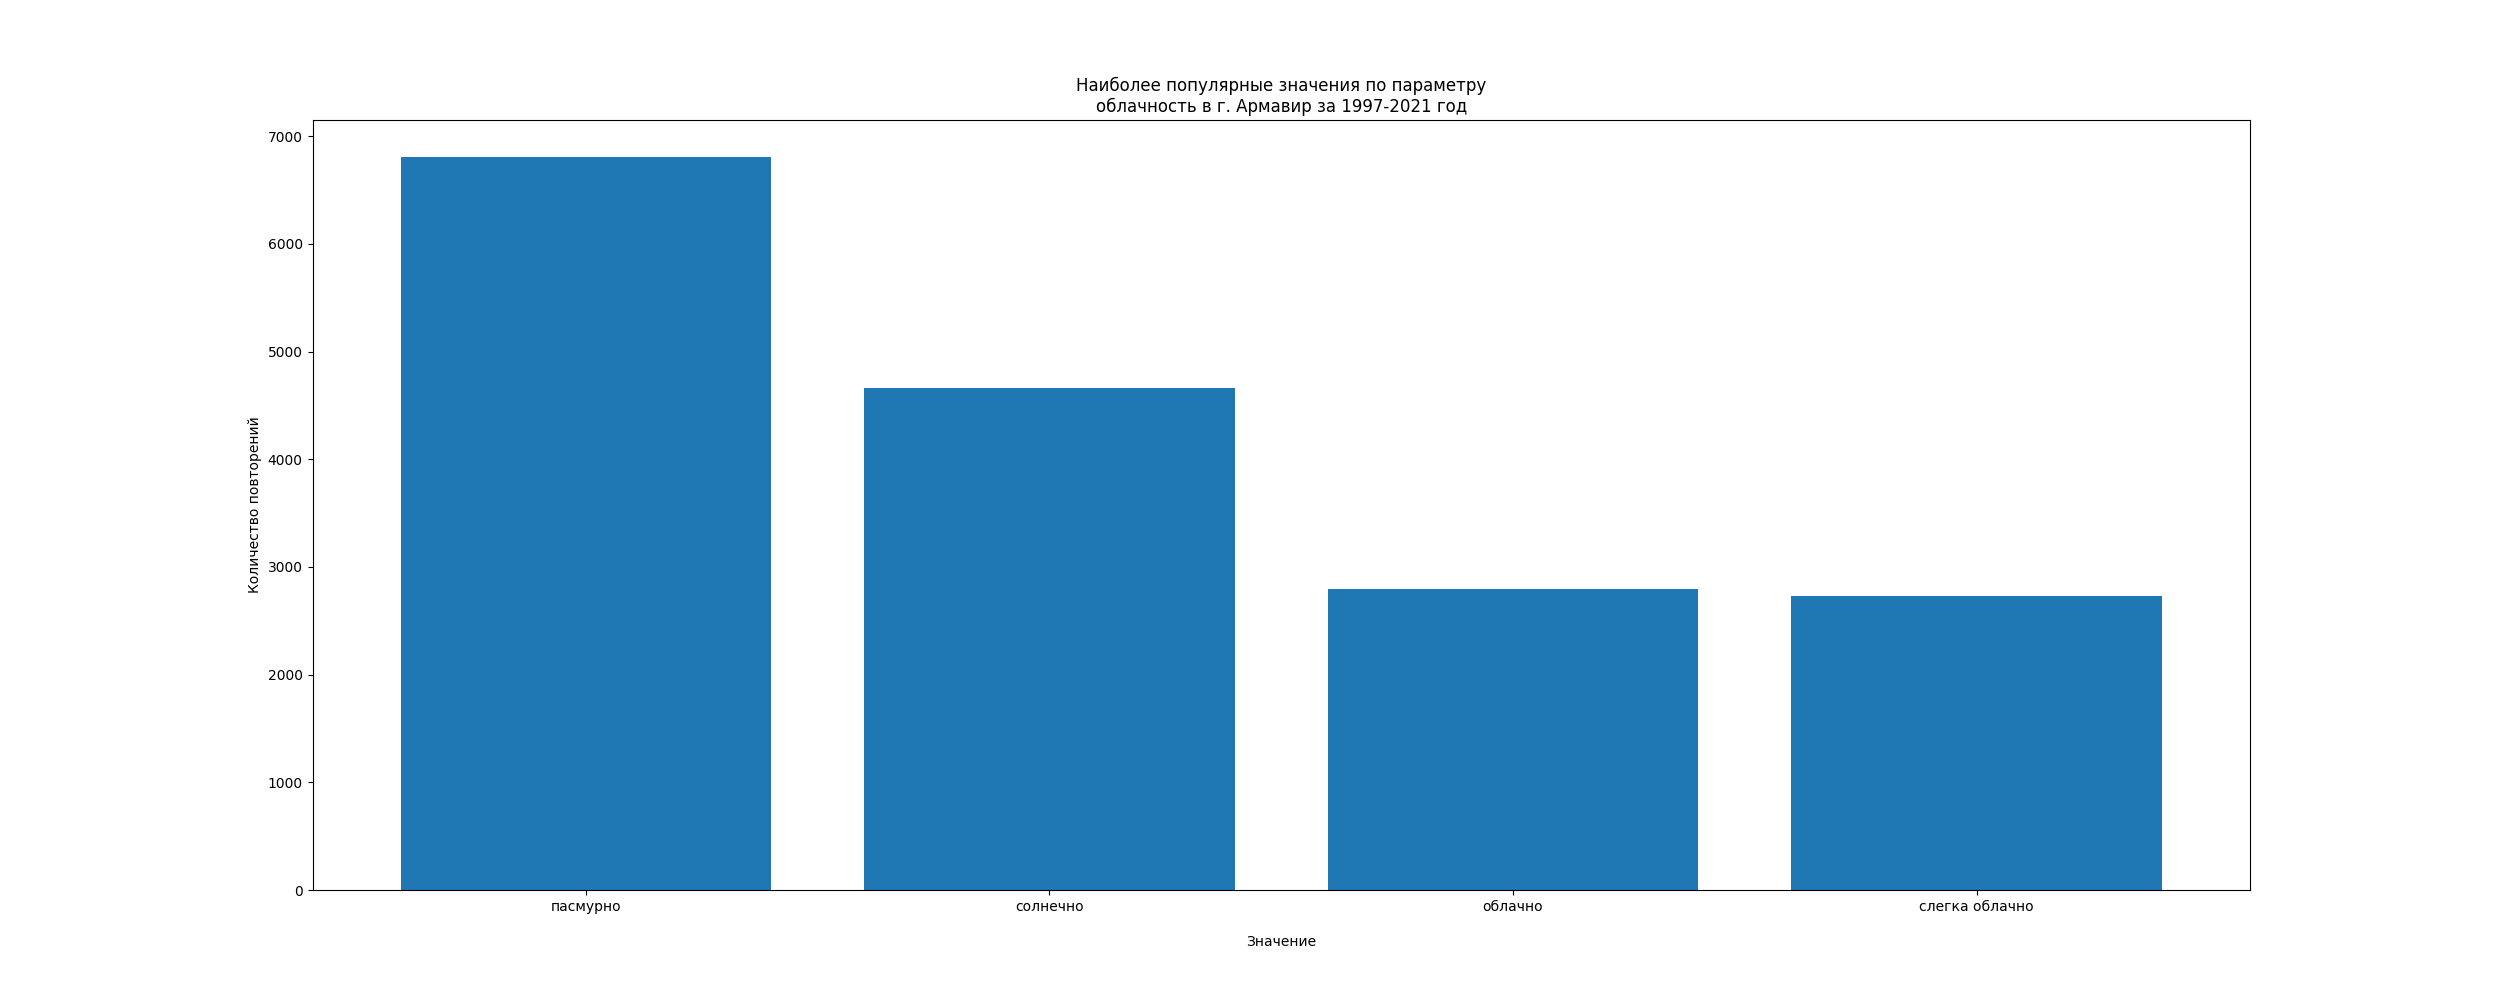 Наиболее популярные значения по параметру
облачность в г. Армавир за 1997-2021 год
7000
6000
5000
4000
3000
2000
1000
0
Количество повторений
пасмурно
солнечно
облачно
слегка облачно
Значение